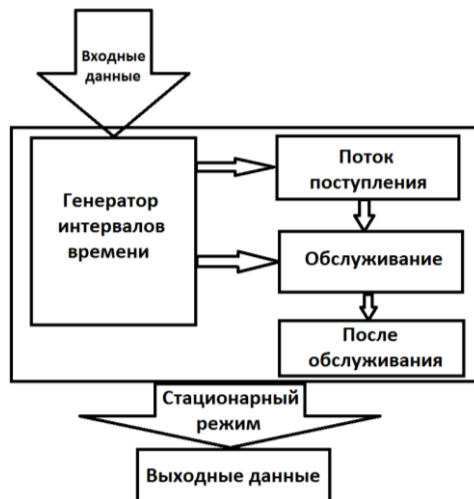 Входные
данные
Генератор
интервалов
времени
Поток
поступления
Обслуживание
После
обслуживания
Стационарный
режим
Выходные данные